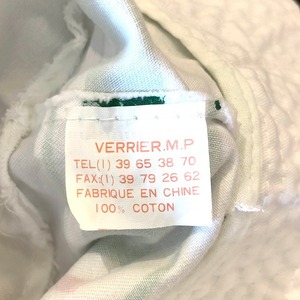 VERRIER.M.P
TEL(1) 39 65 38 70
FAX:(1) 39 79 26 62
FABRIQUE EN CHINE
100% COTON